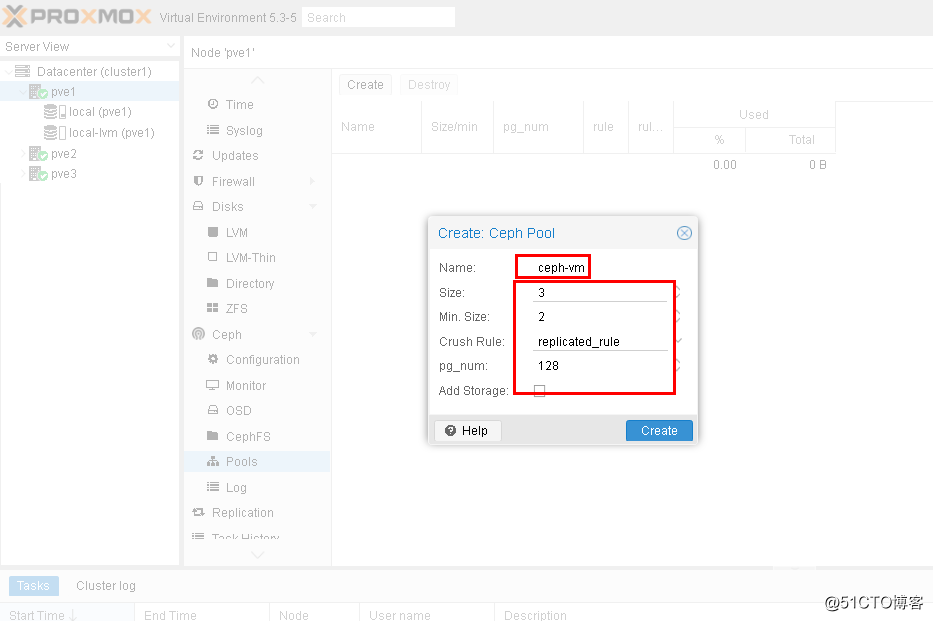 PROXMOX Virtual Environment 5.3-5 Search
Server View
Node 'pve1'
Datacenter (cluster1)
pve1
local (pve1)
local-lvm (pve1)
pve2
pve3
Time
Syslog
Updates
Firewall
Disks
LVM
LVM-Thin
Directory
ZFS
Ceph
Configuration
Monitor
OSD
CephFS
Pools
Log
Replication
Task History
Create Destroy
Name Size/min pg_num rule rul... Used
% Total
0.00 0 B
Create: Ceph Pool
Name: ceph-vm
Size: 3
Min. Size: 2
Crush Rule: replicated_rule
pg_num: 128
Add Storage:
Help Create
Tasks Cluster log
Start Time ↓ End Time Node User name Description
@51CTO博客